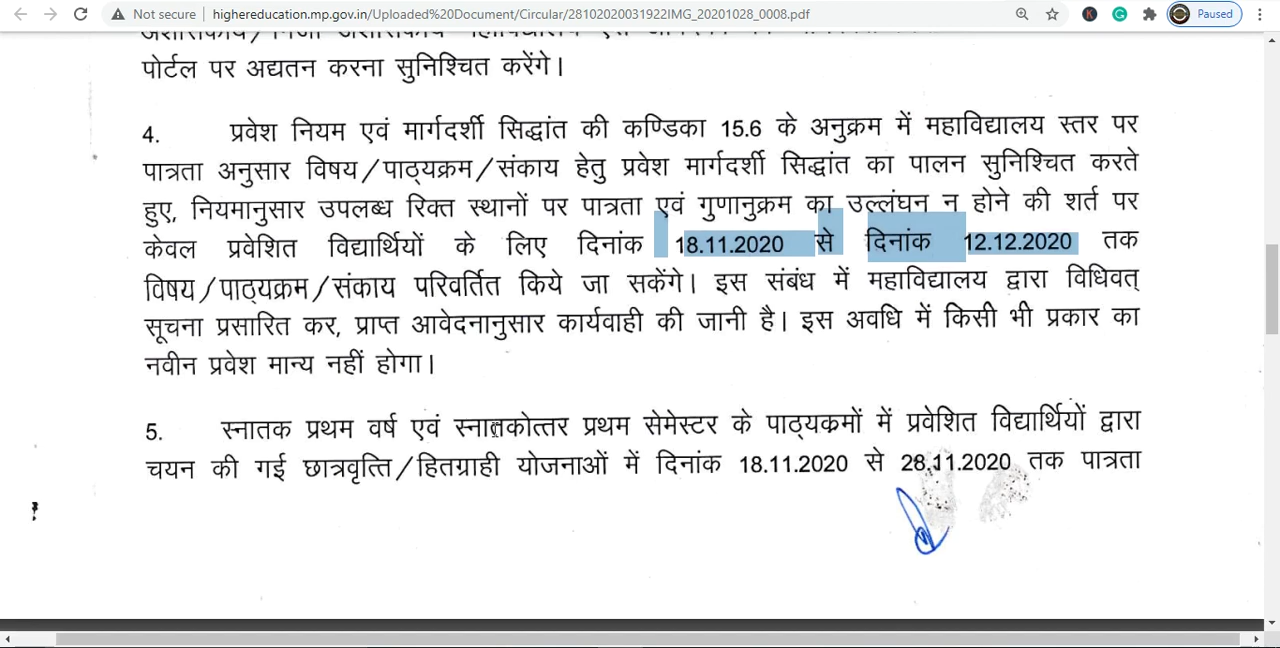 Not secure
highereducation.mp.gov.in/Uploaded%20Document/Circular/28102020031922IMG_20201028_0008.pdf
K
G
Paused
पोर्टल पर अद्यतन करना सुनिश्चित करेंगे।
4. प्रवेश नियम एवं मार्गदर्शी सिद्धांत की कण्डिका 15.6 के अनुक्रम में महाविद्यालय स्तर पर
पात्रता अनुसार विषय/पाठ्यक्रम/संकाय हेतु प्रवेश मार्गदर्शी सिद्धांत का पालन सुनिश्चित करते
हुए, नियमानुसार उपलब्ध रिक्त स्थानों पर पात्रता एवं गुणानुक्रम का उल्लंघन न होने की शर्त पर
केवल प्रवेशित विद्यार्थियों के लिए दिनांक 18.11.2020 से दिनांक 12.12.2020 तक
विषय/पाठ्यक्रम/संकाय परिवर्तित किये जा सकेंगे। इस संबंध में महाविद्यालय द्वारा विधिवत्
सूचना प्रसारित कर, प्राप्त आवेदनानुसार कार्यवाही की जानी है। इस अवधि में किसी भी प्रकार का
नवीन प्रवेश मान्य नहीं होगा।
5. स्नातक प्रथम वर्ष एवं स्नातकोत्तर प्रथम सेमेस्टर के पाठ्यक्रमों में प्रवेशित विद्यार्थियों द्वारा
चयन की गई छात्रवृत्ति/हितग्राही योजनाओं में दिनांक 18.11.2020 से 28.11.2020 तक पात्रता